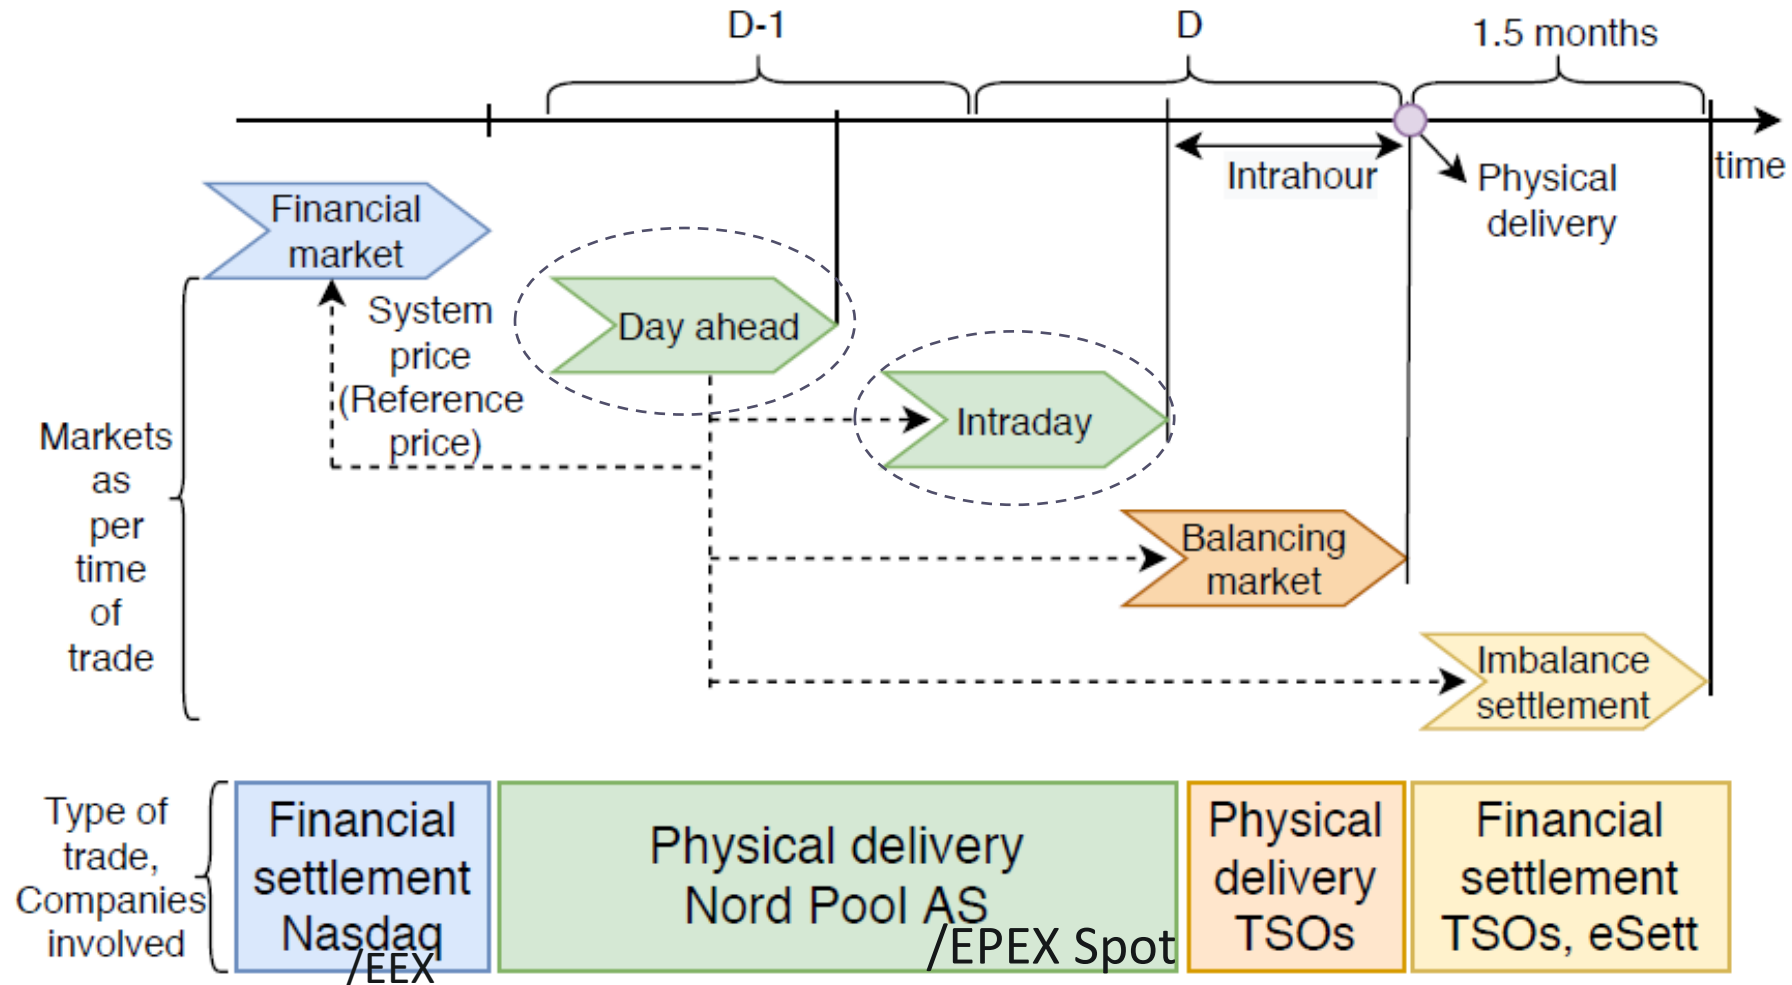 D-1
D
1.5 months
time
Intrahour
Physical
delivery
Financial
market
System
price
(Reference
price)
Day ahead
Intraday
Balancing
market
Imbalance
settlement
Markets
as
per
time
of
trade
Type of
trade,
Companies
involved
Financial
settlement
Nasdaq
/EEX
Physical delivery
Nord Pool AS
/EPEX Spot
Physical
delivery
TSOs
Financial
settlement
TSOs, eSett